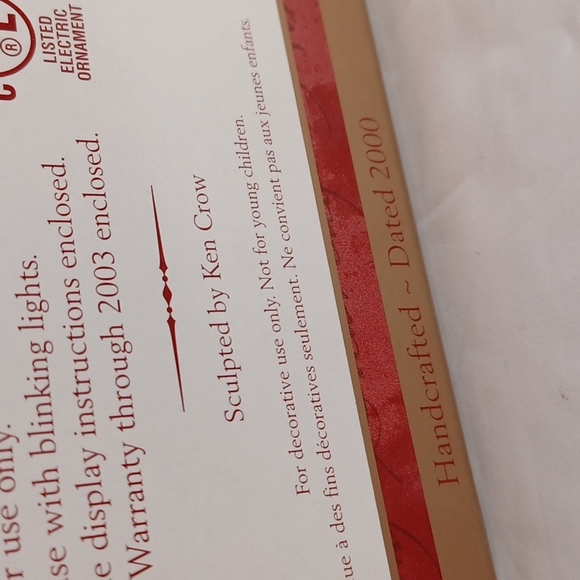 ®
LISTED
ELECTRIC
ORNAMENT
use only.
with blinking lights.
display instructions enclosed.
Warranty through 2003 enclosed.
Sculpted by Ken Crow
For decorative use only. Not for young children.
à des fins décoratives seulement. Ne convient pas aux jeunes enfants.
Handcrafted ~ Dated 2000